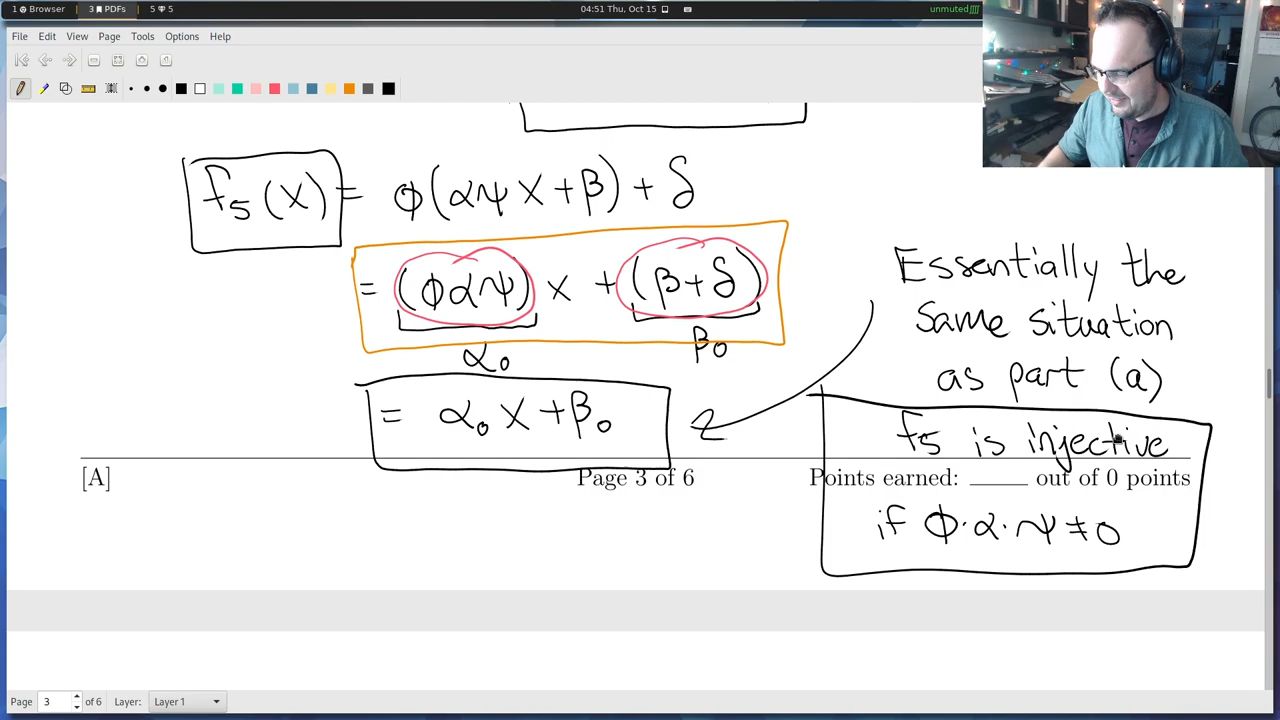 1 Browser 3 PDFs 5 5 04:51 Thu, Oct 15 unmuted
File Edit View Page Tools Options Help
f₅(x) = φ(αψx+β)+δ
= (φαψ)x + (β+δ)
α₀ β₀
= α₀x+β₀
Essentially the
same situation
as part (a)
f₅ is injective
[A] Page 3 of 6 Points earned: _____ out of 0 points
if φ·α·ψ≠0
Page 3 of 6 Layer: Layer 1